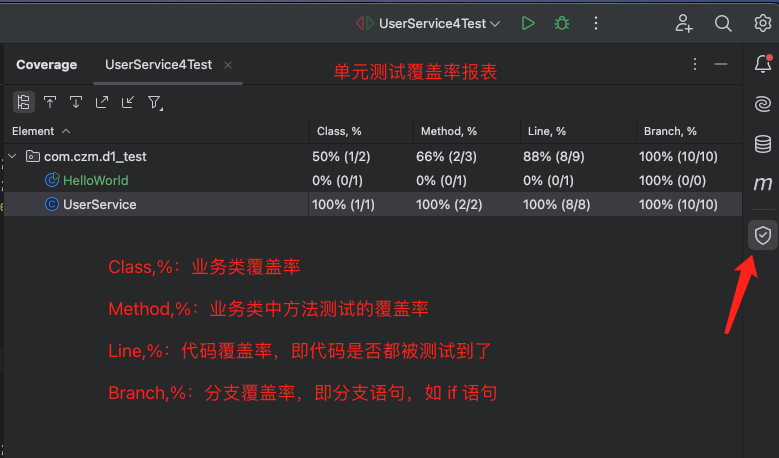 UserService4Test
Coverage UserService4Test ×
单元测试覆盖率报表
Element Class, % Method, % Line, % Branch, %
com.czm.d1_test 50% (1/2) 66% (2/3) 88% (8/9) 100% (10/10)
HelloWorld 0% (0/1) 0% (0/1) 0% (0/1) 100% (0/0)
UserService 100% (1/1) 100% (2/2) 100% (8/8) 100% (10/10)
Class,%：业务类覆盖率
Method,%：业务类中方法测试的覆盖率
Line,%：代码覆盖率，即代码是否都被测试到了
Branch,%：分支覆盖率，即分支语句，如 if 语句